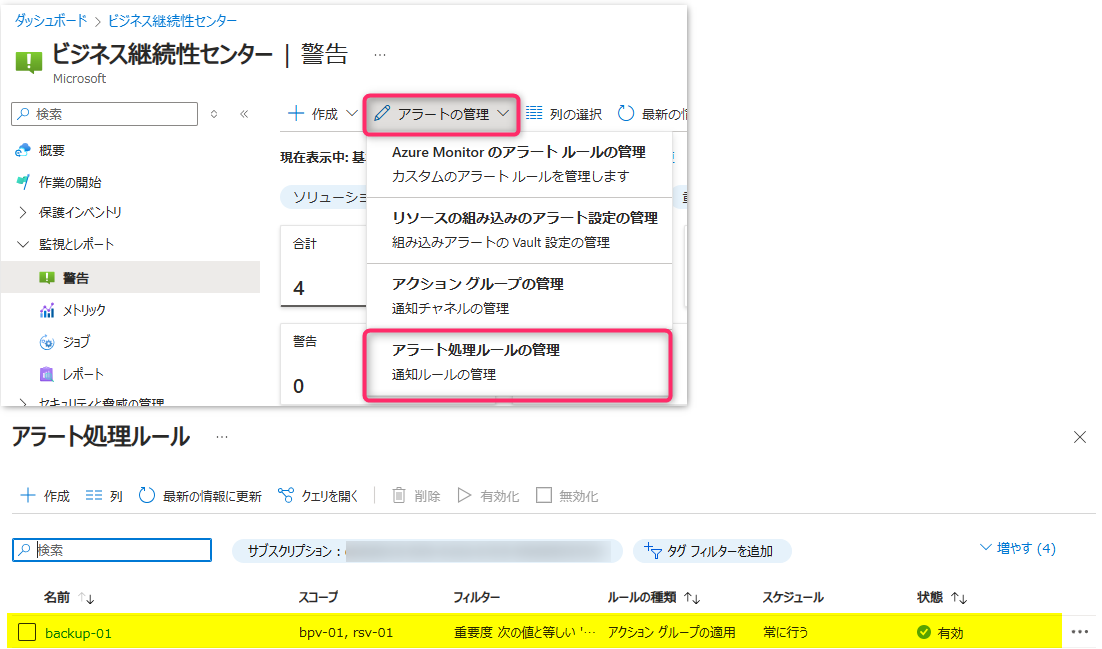 ダッシュボード > ビジネス継続性センター
ビジネス継続性センター | 警告 ...
Microsoft
検索
作成
アラートの管理
列の選択
最新の情
概要
作業の開始
保護インベントリ
監視とレポート
警告
メトリック
ジョブ
レポート
セキュリティと脅威の管理
現在表示中: 基
ソリューショ
合計
4
警告
0
Azure Monitor のアラート ルールの管理
カスタムのアラート ルールを管理します
リソースの組み込みのアラート設定の管理
組み込みアラートの Vault 設定の管理
アクション グループの管理
通知チャネルの管理
アラート処理ルールの管理
通知ルールの管理
アラート処理ルール ...
作成 列 最新の情報に更新 クエリを開く 削除 有効化 無効化
検索 サブスクリプション : タグ フィルターを追加 増やす (4)
名前 ↑↓ スコープ フィルター ルールの種類 ↑↓ スケジュール 状態 ↑↓
backup-01 bpv-01, rsv-01 重要度 次の値と等しい '… アクション グループの適用 常に行う 有効